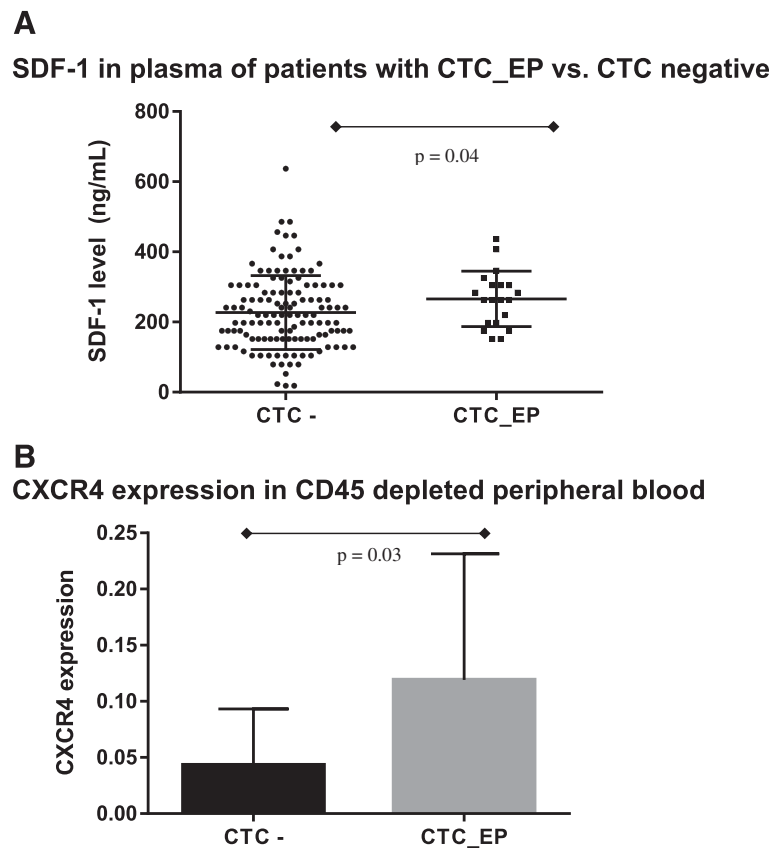 A
SDF-1 in plasma of patients with CTC_EP vs. CTC negative
800
p = 0.04
600
SDF-1 level (ng/mL)
400
200
0
CTC -
CTC_EP
B
CXCR4 expression in CD45 depleted peripheral blood
0.25
p = 0.03
0.20
CXCR4 expression
0.15
0.10
0.05
0.00
CTC -
CTC_EP